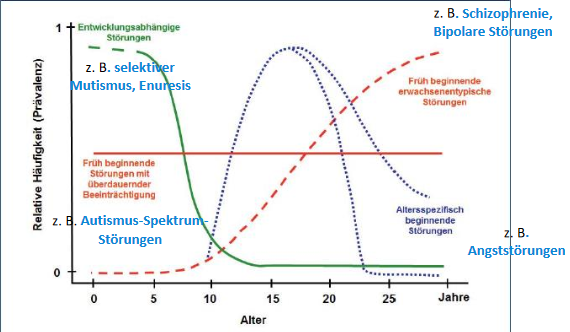 1
Entwicklungsabhängige
Störungen
z. B. selektiver
Mutismus, Enuresis
z. B. Schizophrenie,
Bipolare Störungen
Früh beginnende
erwachsenentypische
Störungen
Früh beginnende
Störungen mit
überdauernder
Beeinträchtigung
z. B. Autismus-Spektrum-
Störungen
Altersspezifisch
beginnende
Störungen
z. B.
Angststörungen
Relative Häufigkeit (Prävalenz)
0
0 5 10 15 20 25 Jahre
Alter